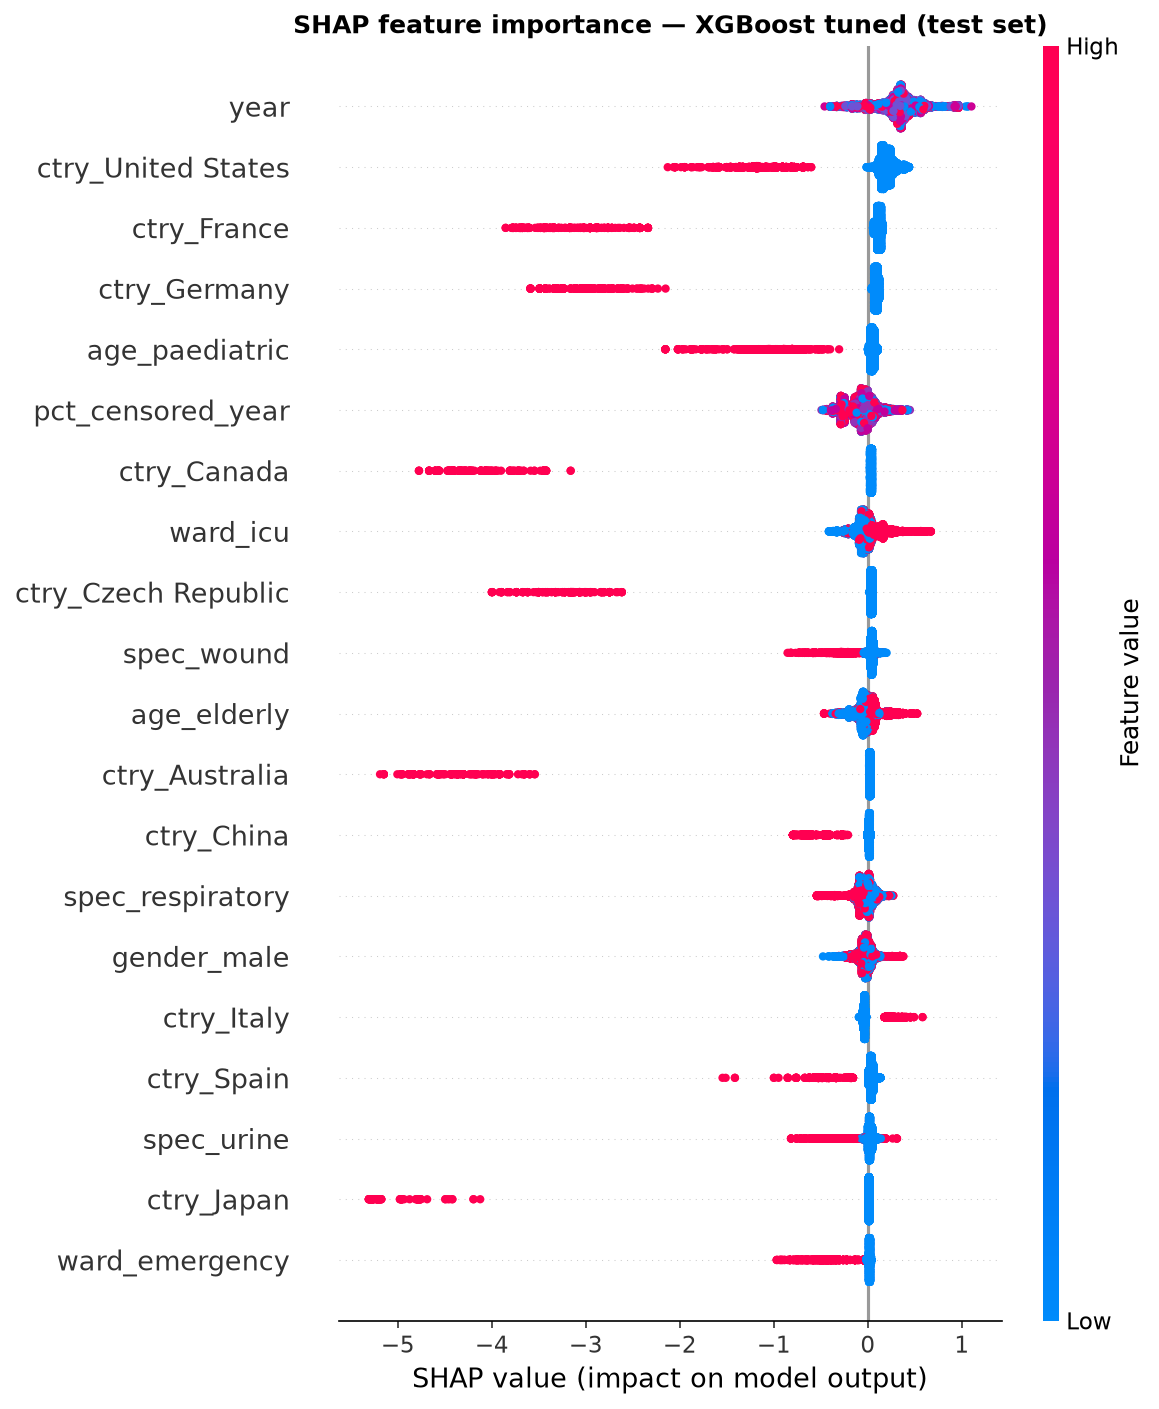 SHAP feature importance — XGBoost tuned (test set)
High
year
ctry_United States
ctry_France
ctry_Germany
age_paediatric
pct_censored_year
ctry_Canada
ward_icu
ctry_Czech Republic
spec_wound
age_elderly
ctry_Australia
ctry_China
spec_respiratory
gender_male
ctry_Italy
ctry_Spain
spec_urine
ctry_Japan
ward_emergency
Feature value
Low
−5 −4 −3 −2 −1 0 1
SHAP value (impact on model output)